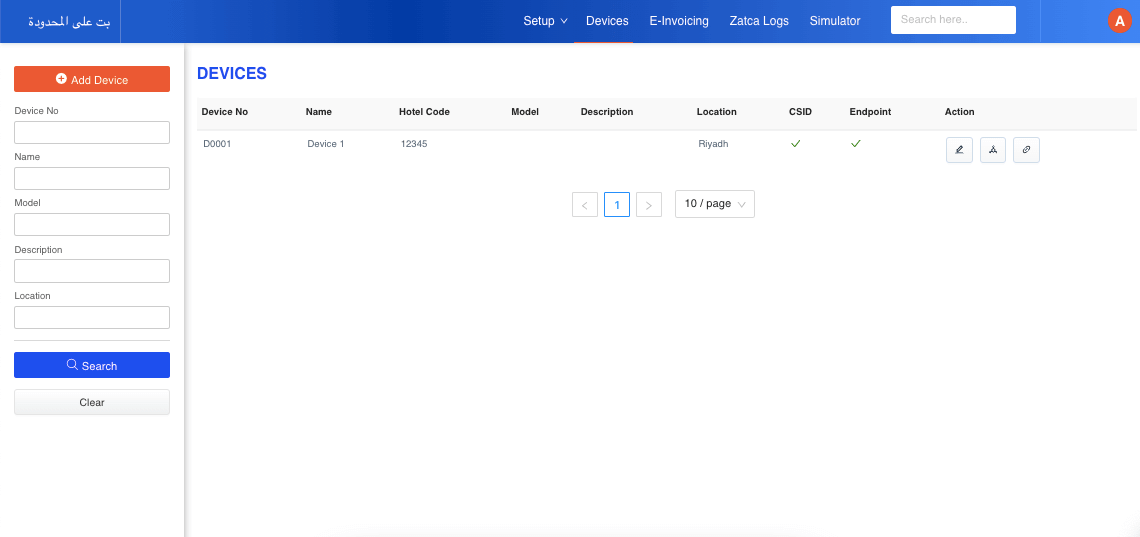 بت على المحدودة
Setup Devices E-Invoicing Zatca Logs Simulator Search here.. A
Add Device
Device No
Name
Model
Description
Location
Search
Clear
DEVICES
Device No Name Hotel Code Model Description Location CSID Endpoint Action
D0001 Device 1 12345 Riyadh
< 1 > 10 / page